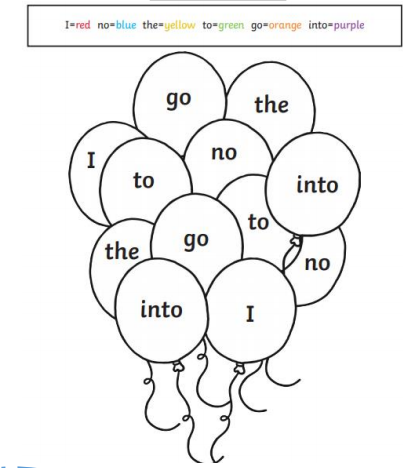 I=red no=blue the=yellow to=green go=orange into=purple
go
the
I
no
to
into
to
the
go
no
into
I